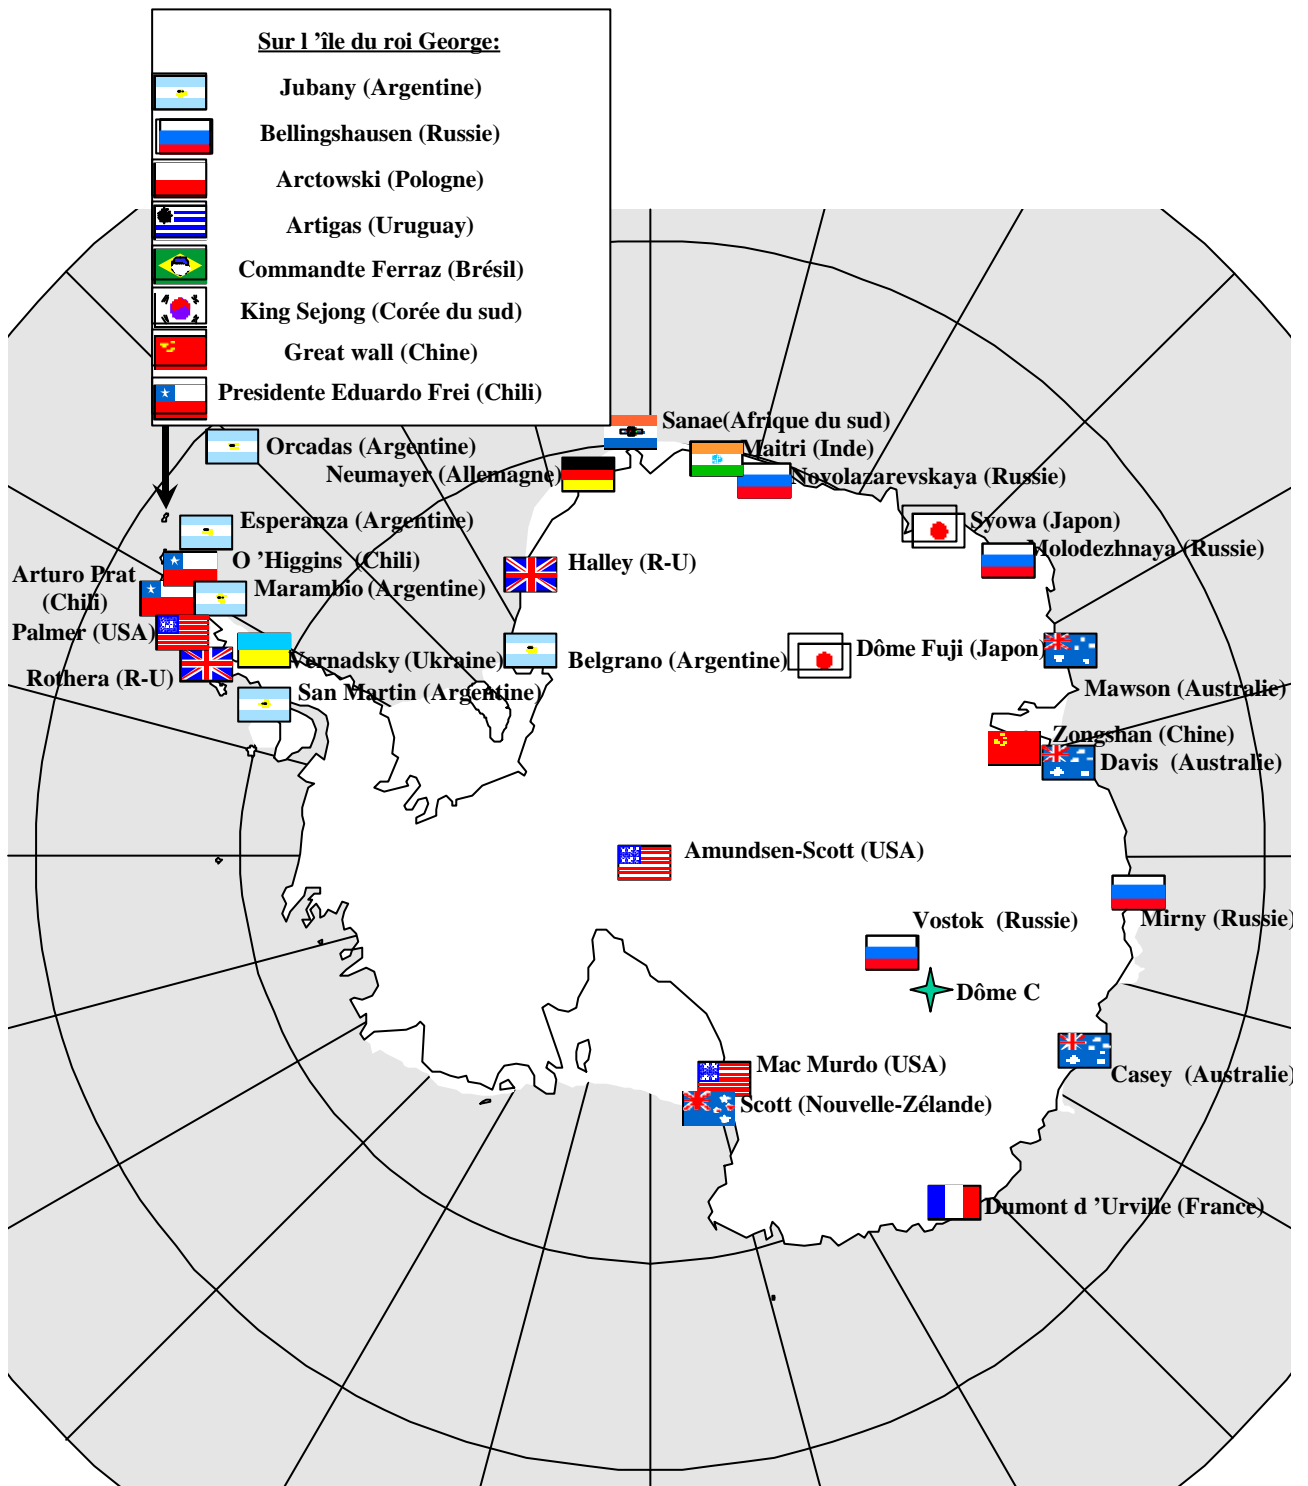 Sur l ’île du roi George:
Jubany (Argentine)
Bellingshausen (Russie)
Arctowski (Pologne)
Artigas (Uruguay)
Commandte Ferraz (Brésil)
King Sejong (Corée du sud)
Great wall (Chine)
Presidente Eduardo Frei (Chili)
Sanae(Afrique du sud)
Orcadas (Argentine)
Maitri (Inde)
Neumayer (Allemagne)
Novolazarevskaya (Russie)
Esperanza (Argentine)
Syowa (Japon)
Molodezhnaya (Russie)
O ’Higgins (Chili)
Halley (R-U)
Arturo Prat
(Chili)
Marambio (Argentine)
Palmer (USA)
Vernadsky (Ukraine)
Belgrano (Argentine)
Dôme Fuji (Japon)
Rothera (R-U)
San Martin (Argentine)
Mawson (Australie)
Zongshan (Chine)
Davis (Australie)
Amundsen-Scott (USA)
Vostok (Russie)
Mirny (Russie)
Dôme C
Mac Murdo (USA)
Casey (Australie)
Scott (Nouvelle-Zélande)
Dumont d ’Urville (France)